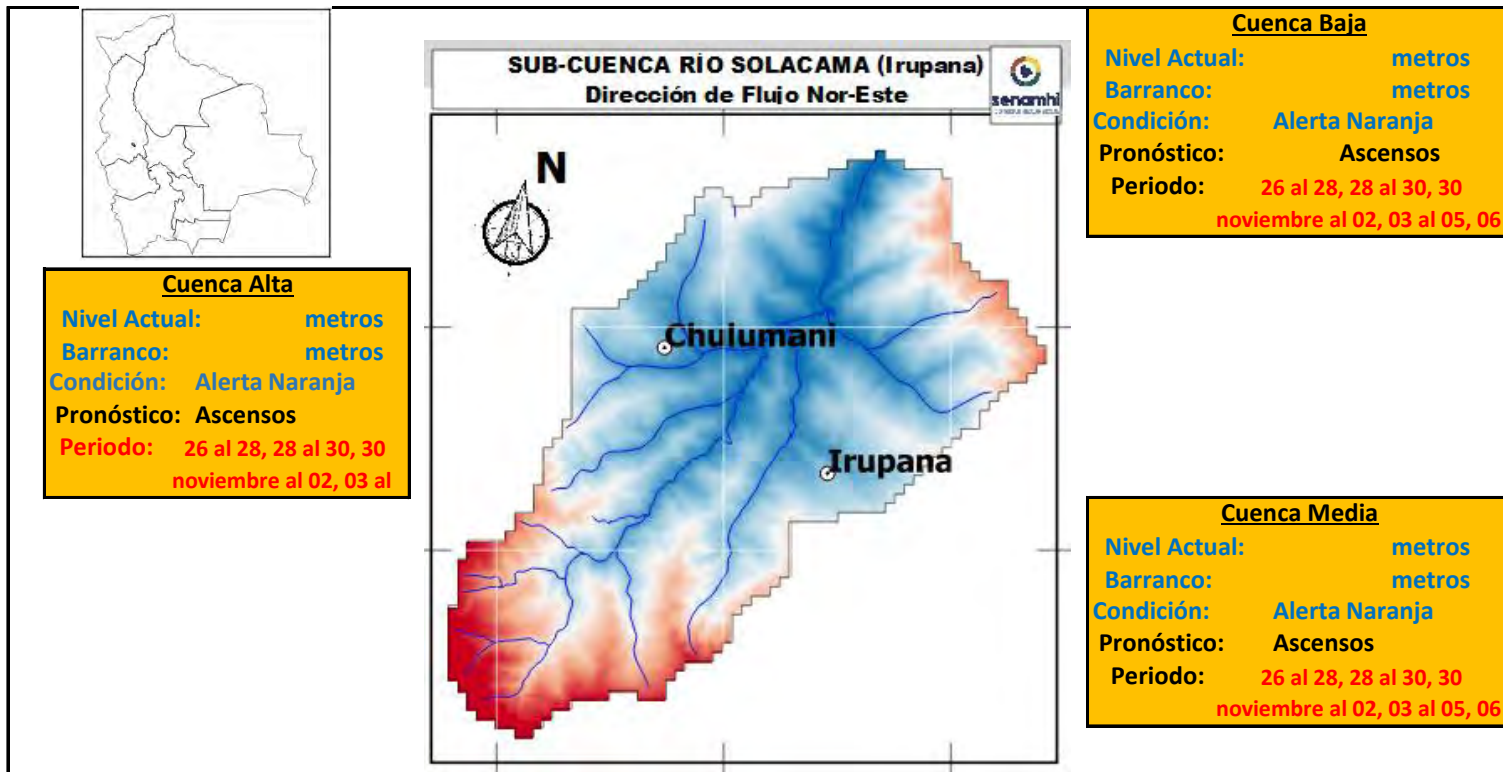 SUB-CUENCA RÍO SOLACAMA (Irupana)
Dirección de Flujo Nor-Este
senamhi
N
Chulumani
Irupana
Cuenca Alta
Nivel Actual: metros
Barranco: metros
Condición: Alerta Naranja
Pronóstico: Ascensos
Periodo: 26 al 28, 28 al 30, 30
noviembre al 02, 03 al
Cuenca Baja
Nivel Actual: metros
Barranco: metros
Condición: Alerta Naranja
Pronóstico: Ascensos
Periodo: 26 al 28, 28 al 30, 30
noviembre al 02, 03 al 05, 06
Cuenca Media
Nivel Actual: metros
Barranco: metros
Condición: Alerta Naranja
Pronóstico: Ascensos
Periodo: 26 al 28, 28 al 30, 30
noviembre al 02, 03 al 05, 06